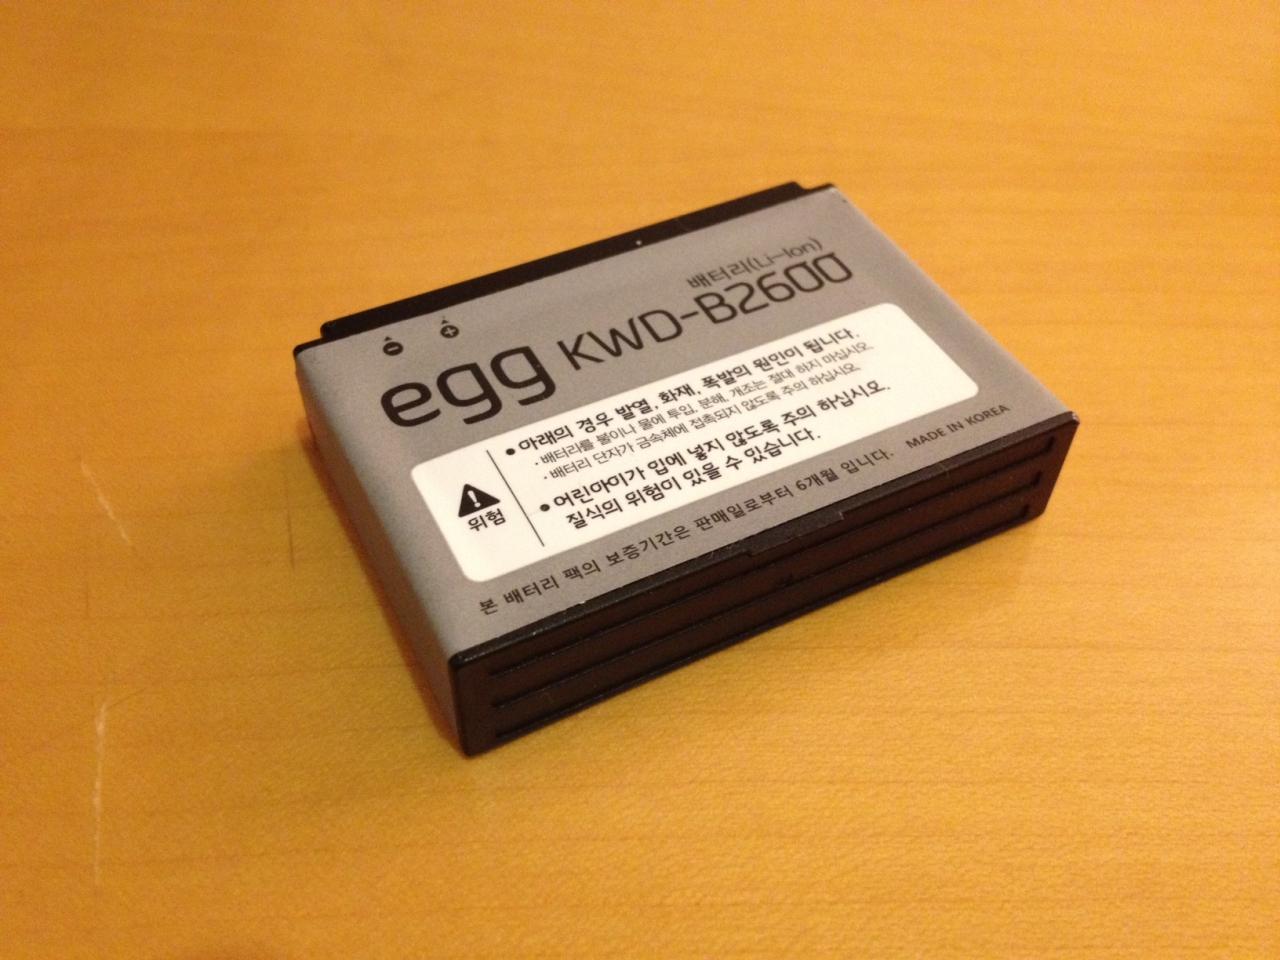 배터리(Li-Ion)
egg KWD-B2600
위험
• 아래의 경우 발열, 화재, 폭발의 원인이 됩니다.
· 배터리를 불이나 물에 투입, 분해, 개조는 절대 하지 마십시오.
· 배터리 단자가 금속체에 접촉되지 않도록 주의 하십시오.
• 어린아이가 입에 넣지 않도록 주의 하십시오.
질식의 위험이 있을 수 있습니다.
본 배터리 팩의 보증기간은 판매일로부터 6개월 입니다.
MADE IN KOREA